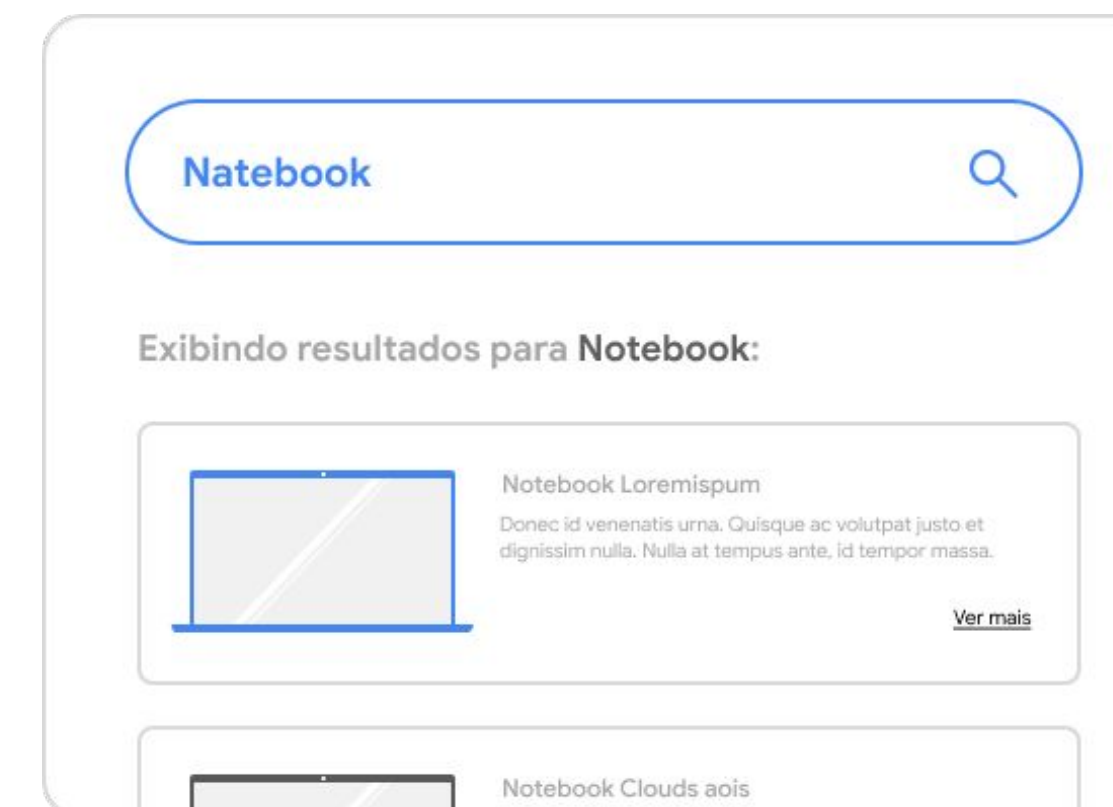 Natebook
Exibindo resultados para Notebook:
Notebook Loremispum
Donec id venenatis urna. Quisque ac volutpat justo et
dignissim nulla. Nulla at tempus ante, id tempor massa.
Ver mais
Notebook Clouds aois